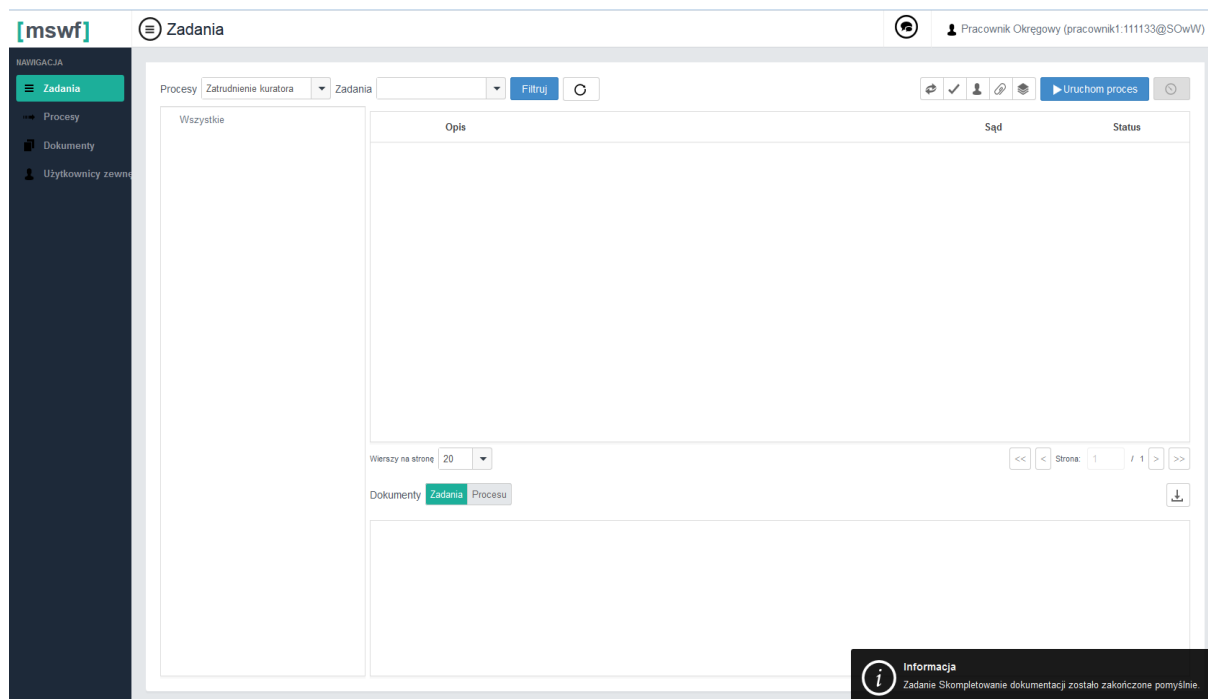 [mswf]
Zadania
Pracownik Okręgowy (pracownik1:111133@SOwW)
NAWIGACJA
Zadania
Procesy
Dokumenty
Użytkownicy zewnę
Procesy Zatrudnienie kuratora Zadania Filtruj Uruchom proces
Wszystkie
Opis Sąd Status
Wierszy na stronę 20 << < Strona: 1 / 1 > >>
Dokumenty Zadania Procesu
Informacja
Zadanie Skompletowanie dokumentacji zostało zakończone pomyślnie.